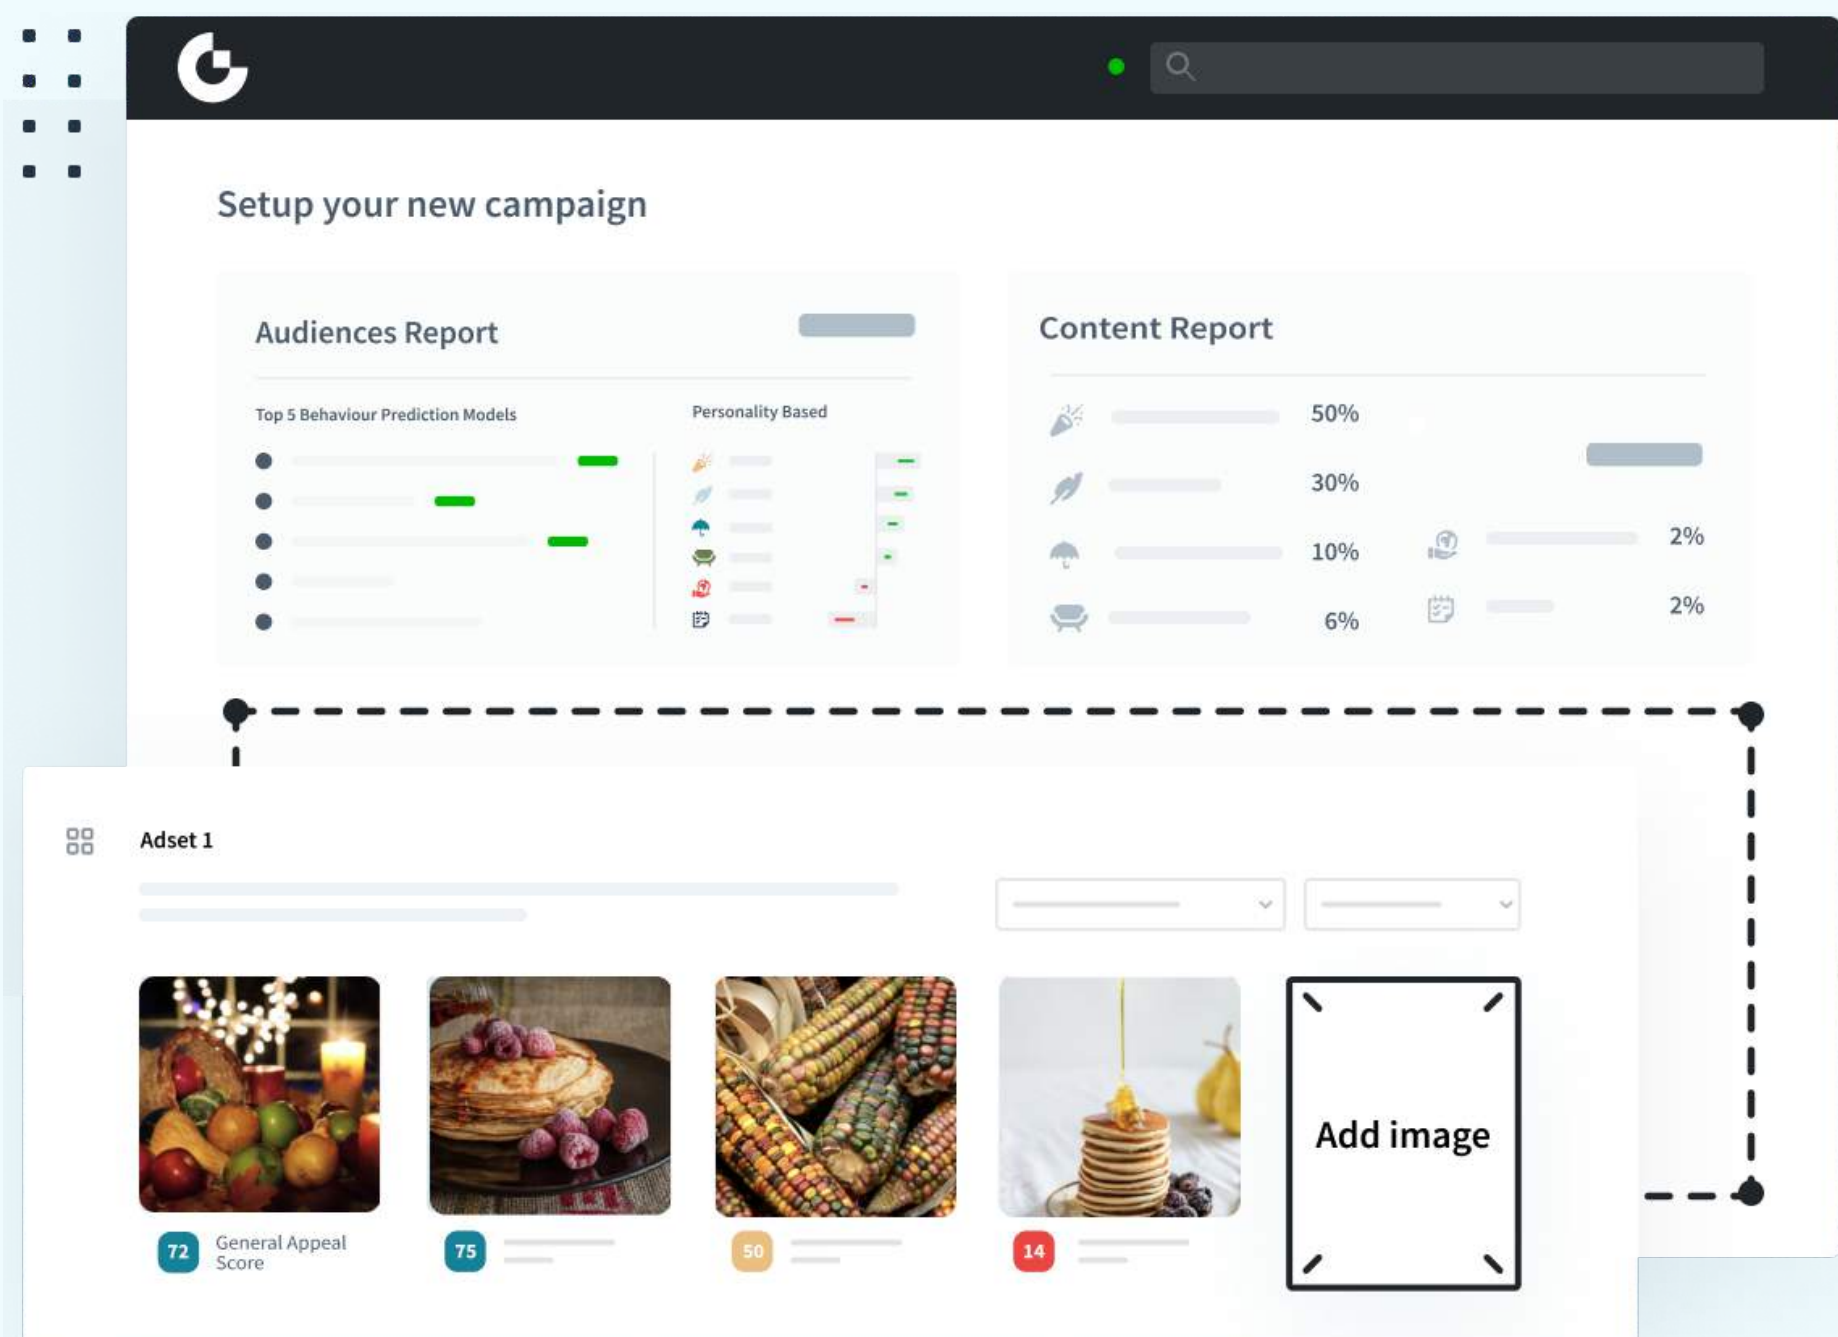 Setup your new campaign
Audiences Report
Top 5 Behaviour Prediction Models
Personality Based
Content Report
50%
30%
10%
6%
2%
2%
Adset 1
Add image
72
General Appeal
Score
75
50
14